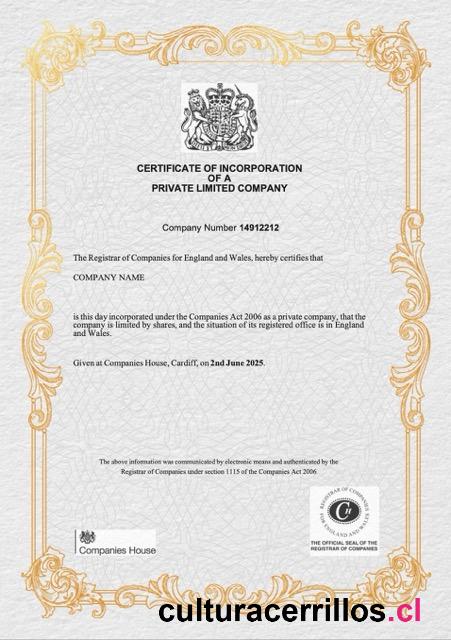 CERTIFICATE OF INCORPORATION
OF A
PRIVATE LIMITED COMPANY
Company Number 14912212
The Registrar of Companies for England and Wales, hereby certifies that
COMPANY NAME
is this day incorporated under the Companies Act 2006 as a private company, that the
company is limited by shares, and the situation of its registered office is in England
and Wales.
Given at Companies House, Cardiff, on 2nd June 2025.
The above information was communicated by electronic means and authenticated by the
Registrar of Companies under section 1115 of the Companies Act 2006
REGISTRAR OF COMPANIES
FOR ENGLAND AND WALES
CH
THE OFFICIAL SEAL OF THE
REGISTRAR OF COMPANIES
Companies House
culturacerrillos.cl